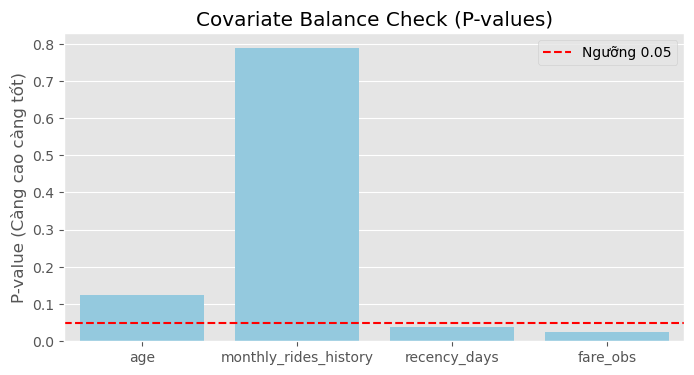 Covariate Balance Check (P-values)
Ngưỡng 0.05
P-value (Càng cao càng tốt)
0.8
0.7
0.6
0.5
0.4
0.3
0.2
0.1
0.0
age
monthly_rides_history
recency_days
fare_obs